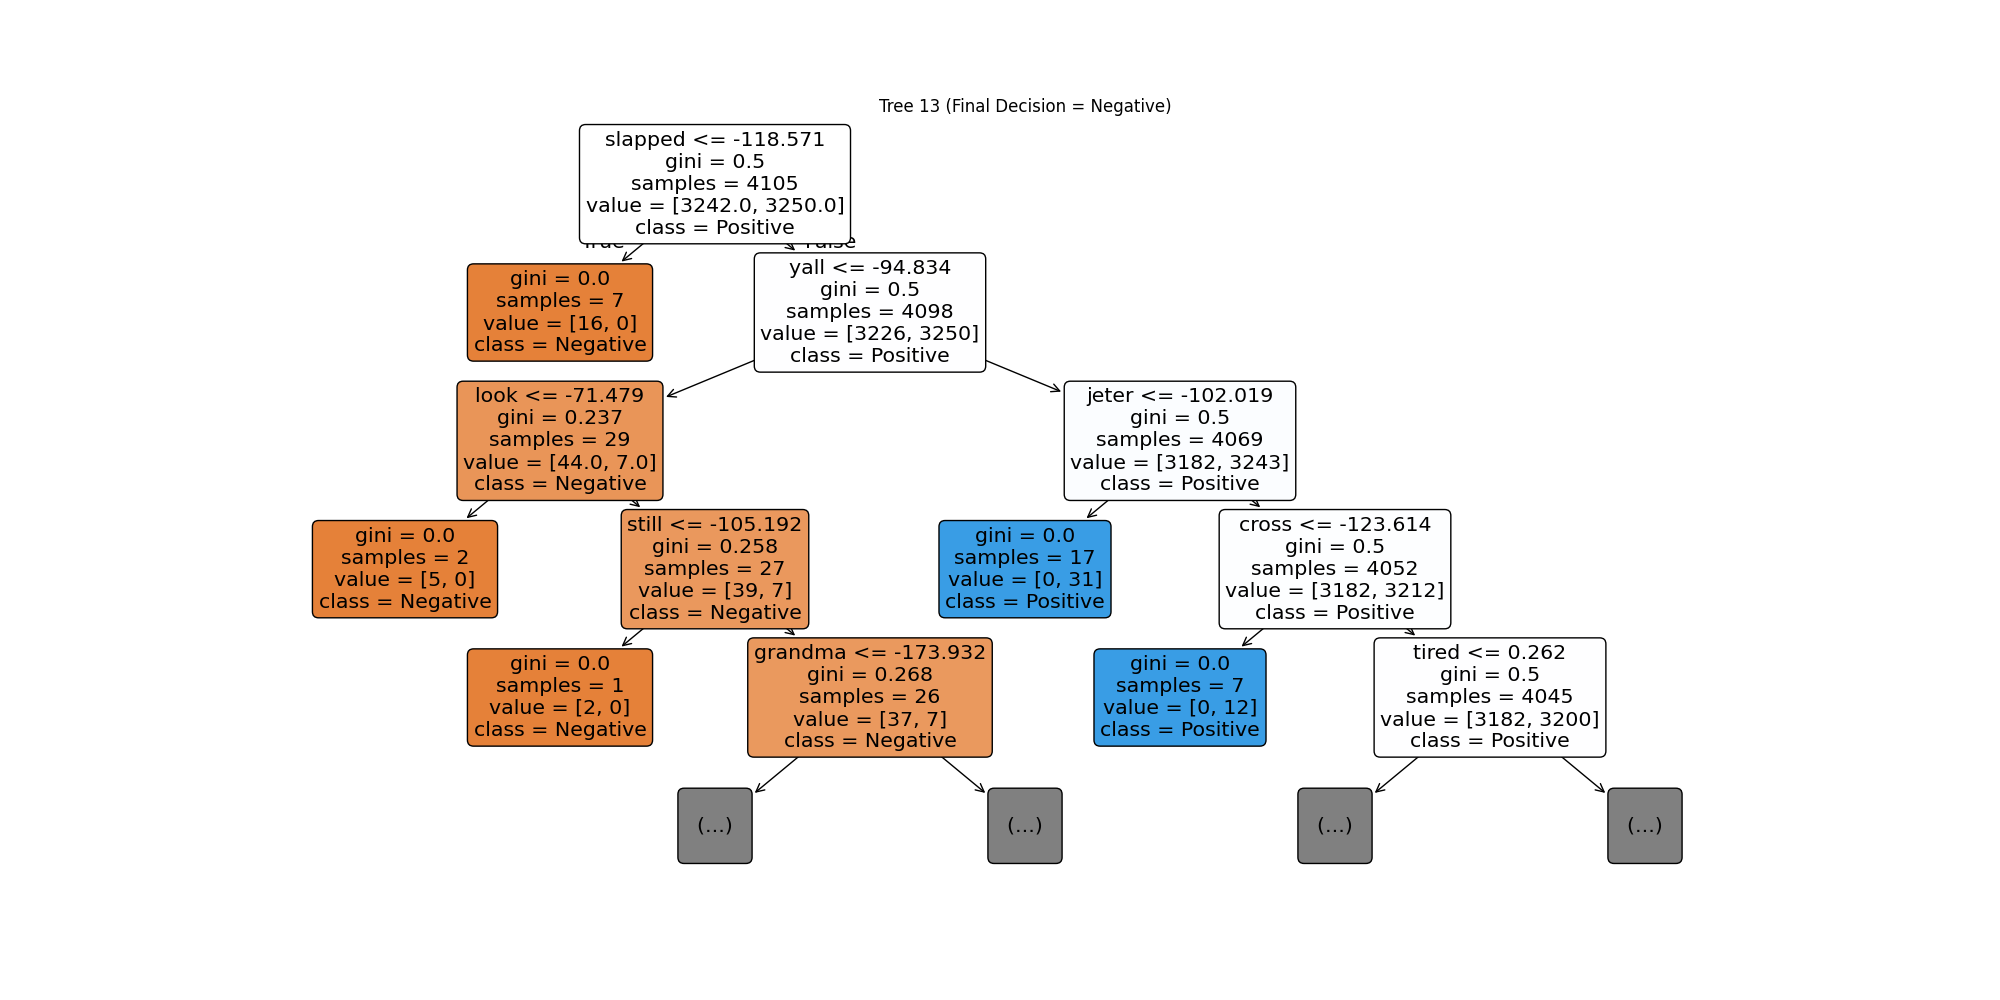 Tree 13 (Final Decision = Negative)
slapped <= -118.571
gini = 0.5
samples = 4105
value = [3242.0, 3250.0]
class = Positive
True
False
gini = 0.0
samples = 7
value = [16, 0]
class = Negative
yall <= -94.834
gini = 0.5
samples = 4098
value = [3226, 3250]
class = Positive
look <= -71.479
gini = 0.237
samples = 29
value = [44.0, 7.0]
class = Negative
jeter <= -102.019
gini = 0.5
samples = 4069
value = [3182, 3243]
class = Positive
gini = 0.0
samples = 2
value = [5, 0]
class = Negative
still <= -105.192
gini = 0.258
samples = 27
value = [39, 7]
class = Negative
gini = 0.0
samples = 17
value = [0, 31]
class = Positive
cross <= -123.614
gini = 0.5
samples = 4052
value = [3182, 3212]
class = Positive
gini = 0.0
samples = 1
value = [2, 0]
class = Negative
grandma <= -173.932
gini = 0.268
samples = 26
value = [37, 7]
class = Negative
gini = 0.0
samples = 7
value = [0, 12]
class = Positive
tired <= 0.262
gini = 0.5
samples = 4045
value = [3182, 3200]
class = Positive
(...)
(...)
(...)
(...)